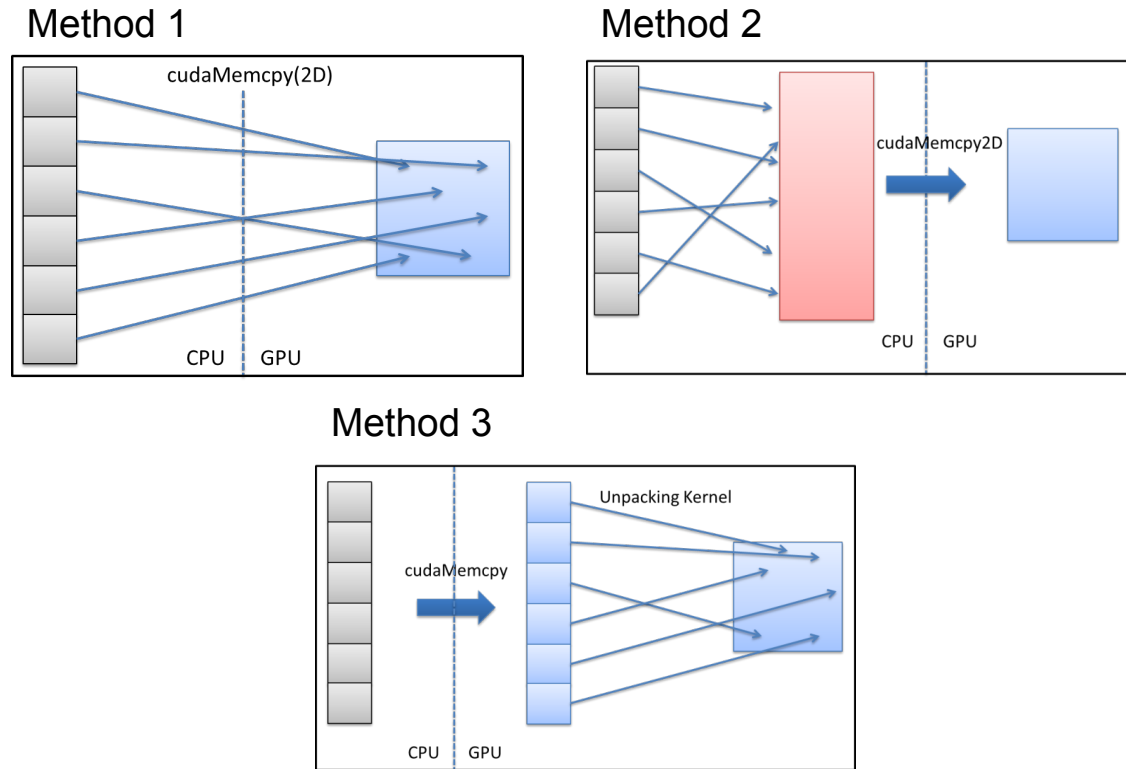 Method 1
Method 2
cudaMemcpy(2D)
CPU
GPU
cudaMemcpy2D
CPU
GPU
Method 3
Unpacking Kernel
cudaMemcpy
CPU
GPU